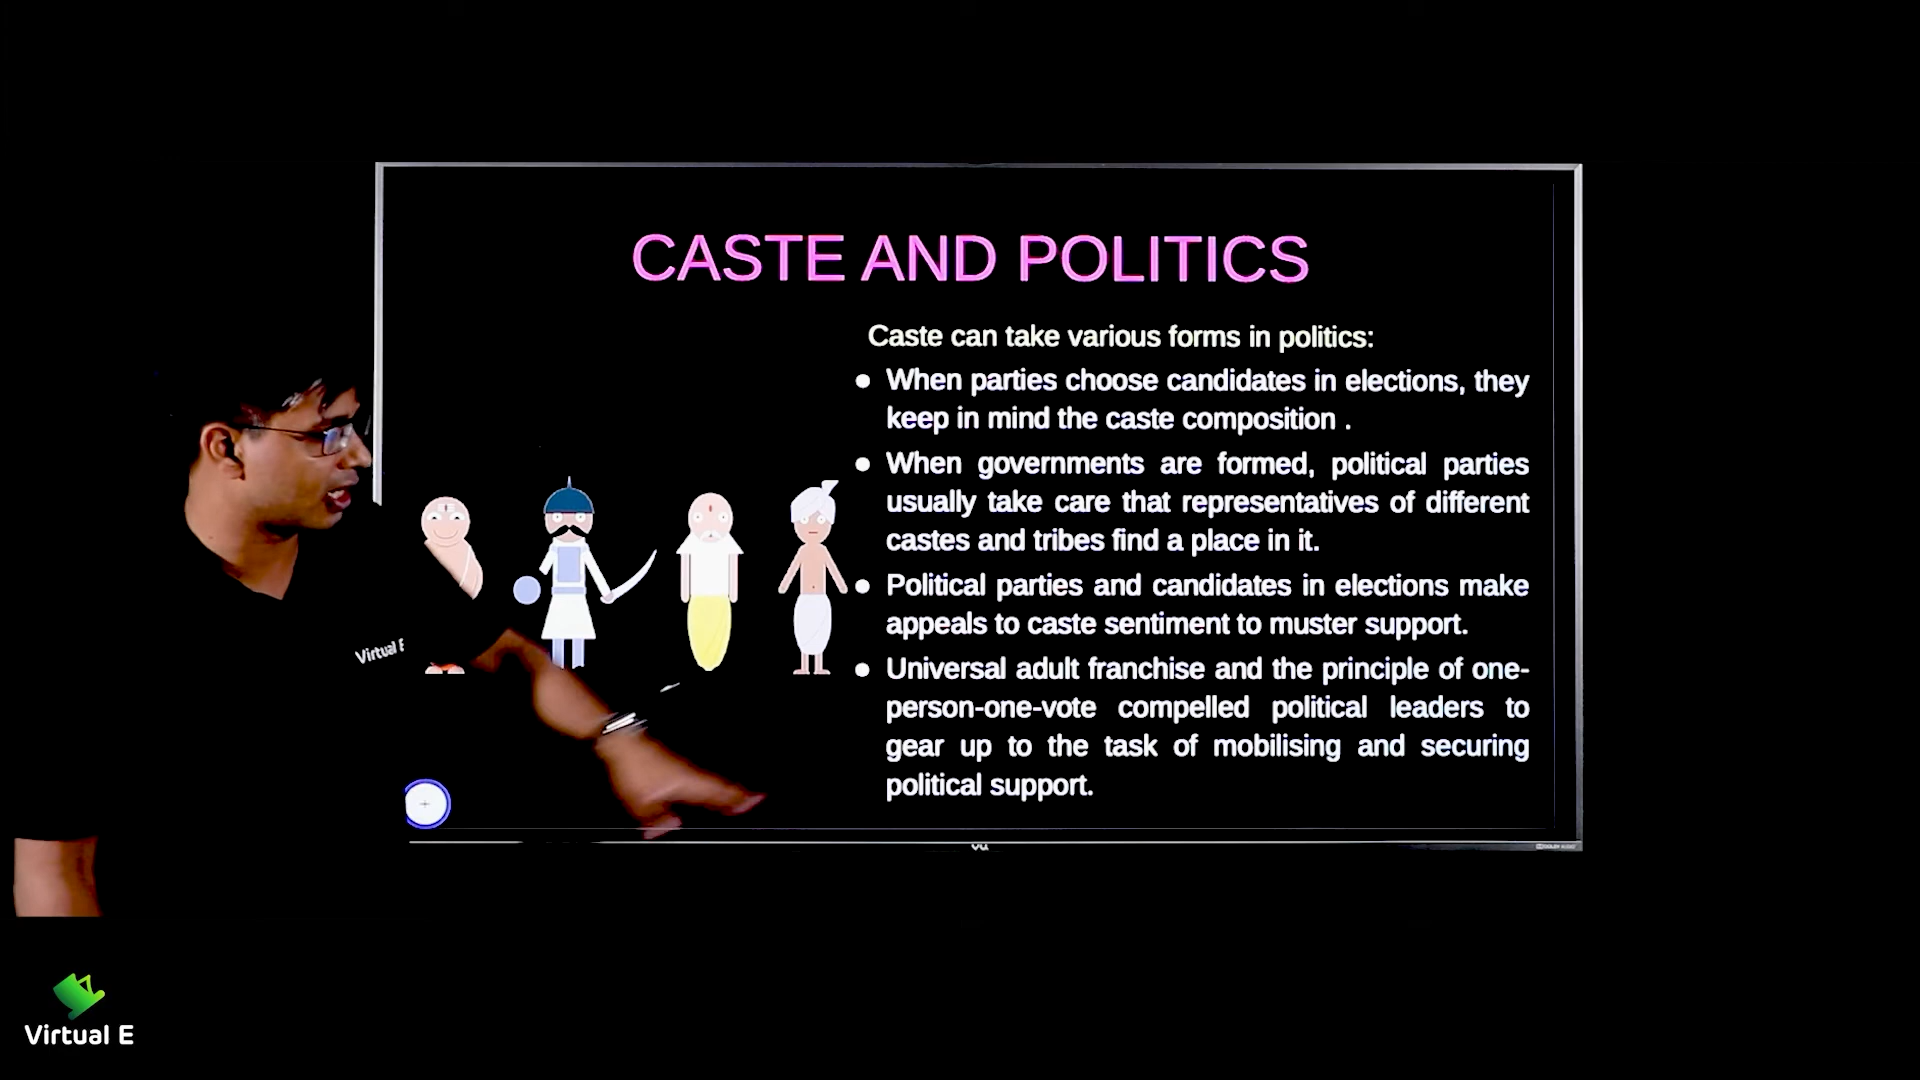 CASTE AND POLITICS
Caste can take various forms in politics:
● When parties choose candidates in elections, they
keep in mind the caste composition .
● When governments are formed, political parties
usually take care that representatives of different
castes and tribes find a place in it.
● Political parties and candidates in elections make
appeals to caste sentiment to muster support.
● Universal adult franchise and the principle of one-
person-one-vote compelled political leaders to
gear up to the task of mobilising and securing
political support.
Virtual E
vu
Virtual E